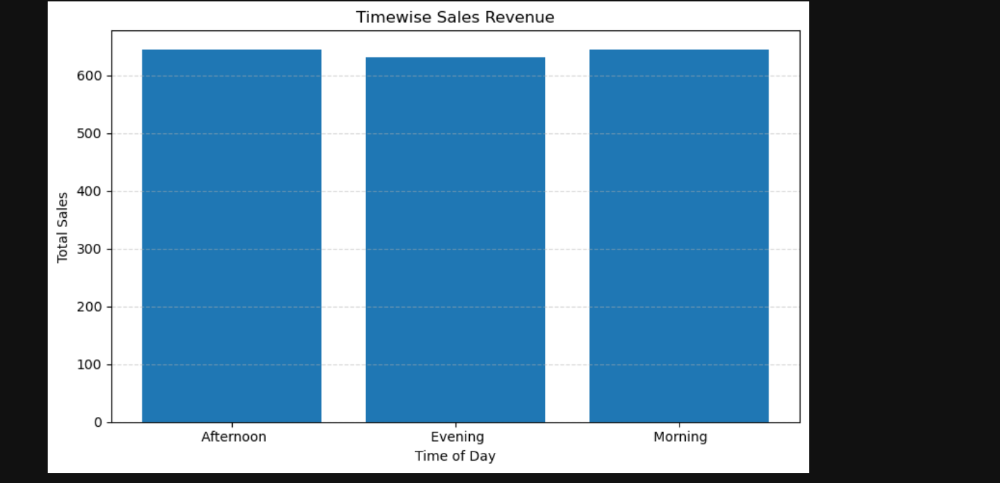 Timewise Sales Revenue
600
500
400
300
200
100
0
Total Sales
Afternoon Evening Morning
Time of Day